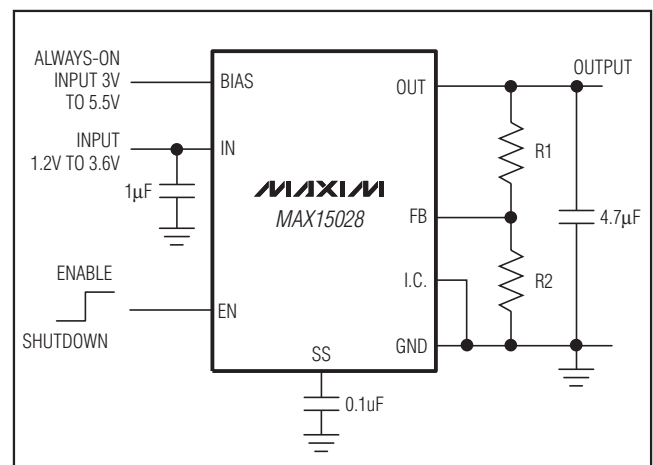 ALWAYS-ON
INPUT 3V
TO 5.5V
BIAS
OUT
OUTPUT
INPUT
1.2V TO 3.6V
IN
R1
1µF
MAXIM
MAX15028
FB
4.7µF
ENABLE
I.C.
R2
EN
SHUTDOWN
GND
SS
0.1uF